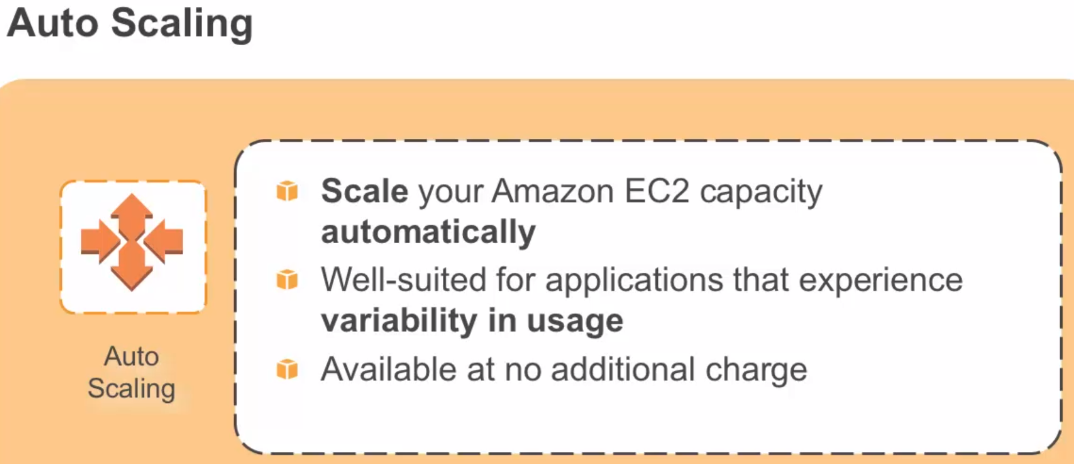 Auto Scaling
Scale your Amazon EC2 capacity
automatically
Well-suited for applications that experience
variability in usage
Available at no additional charge
Auto
Scaling